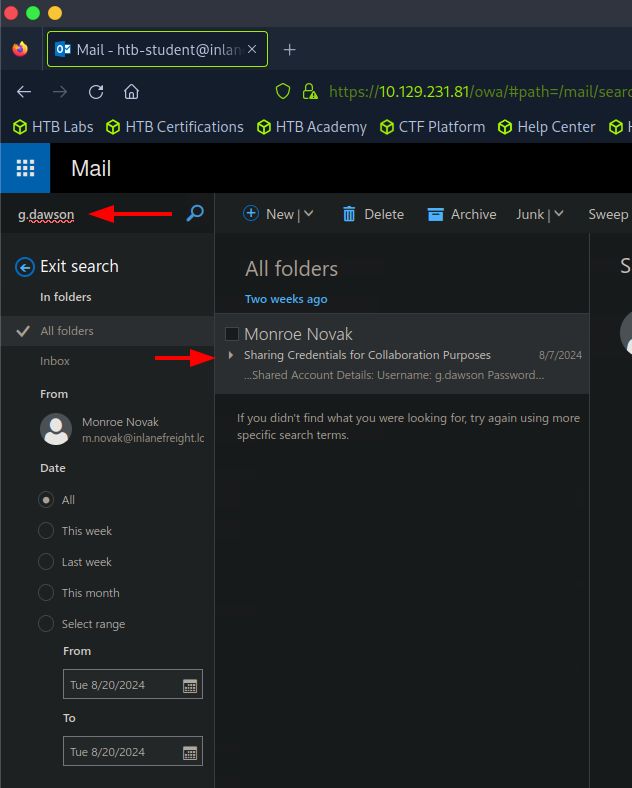 Mail - htb-student@inlan
https://10.129.231.81/owa/#path=/mail/searc
HTB Labs HTB Certifications HTB Academy CTF Platform Help Center H
Mail
g.dawson
New | Delete Archive Junk | Sweep
Exit search
In folders
All folders
Inbox
From
Monroe Novak
m.novak@inlanefreight.lc
Date
All
This week
Last week
This month
Select range
From
Tue 8/20/2024
To
Tue 8/20/2024
All folders
Two weeks ago
Monroe Novak
Sharing Credentials for Collaboration Purposes 8/7/2024
...Shared Account Details: Username: g.dawson Password...
If you didn't find what you were looking for, try again using more
specific search terms.
S